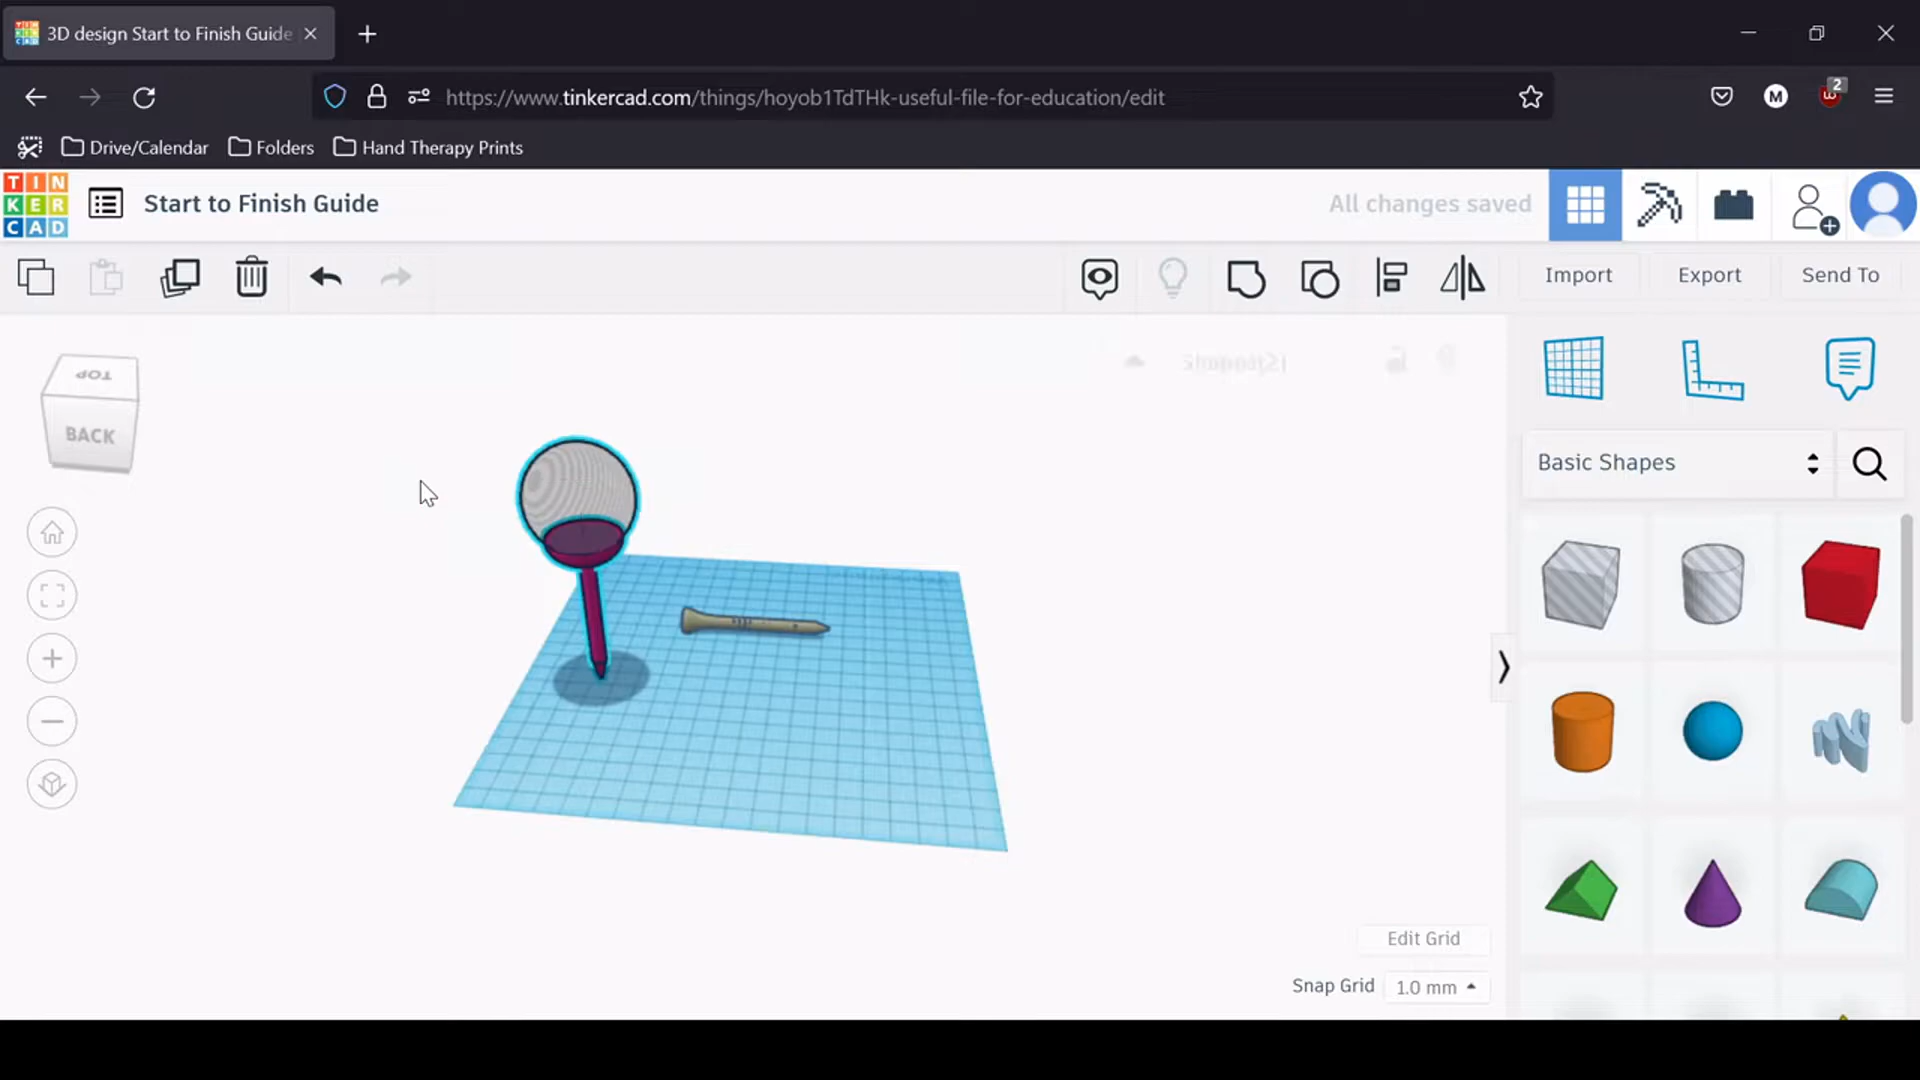 3D design Start to Finish Guide
https://www.tinkercad.com/things/hoyob1TdTHk-useful-file-for-education/edit
M
2
Drive/Calendar
Folders
Hand Therapy Prints
TIN
KER
CAD
Start to Finish Guide
All changes saved
Import
Export
Send To
TOP
BACK
Basic Shapes
Edit Grid
Snap Grid
1.0 mm